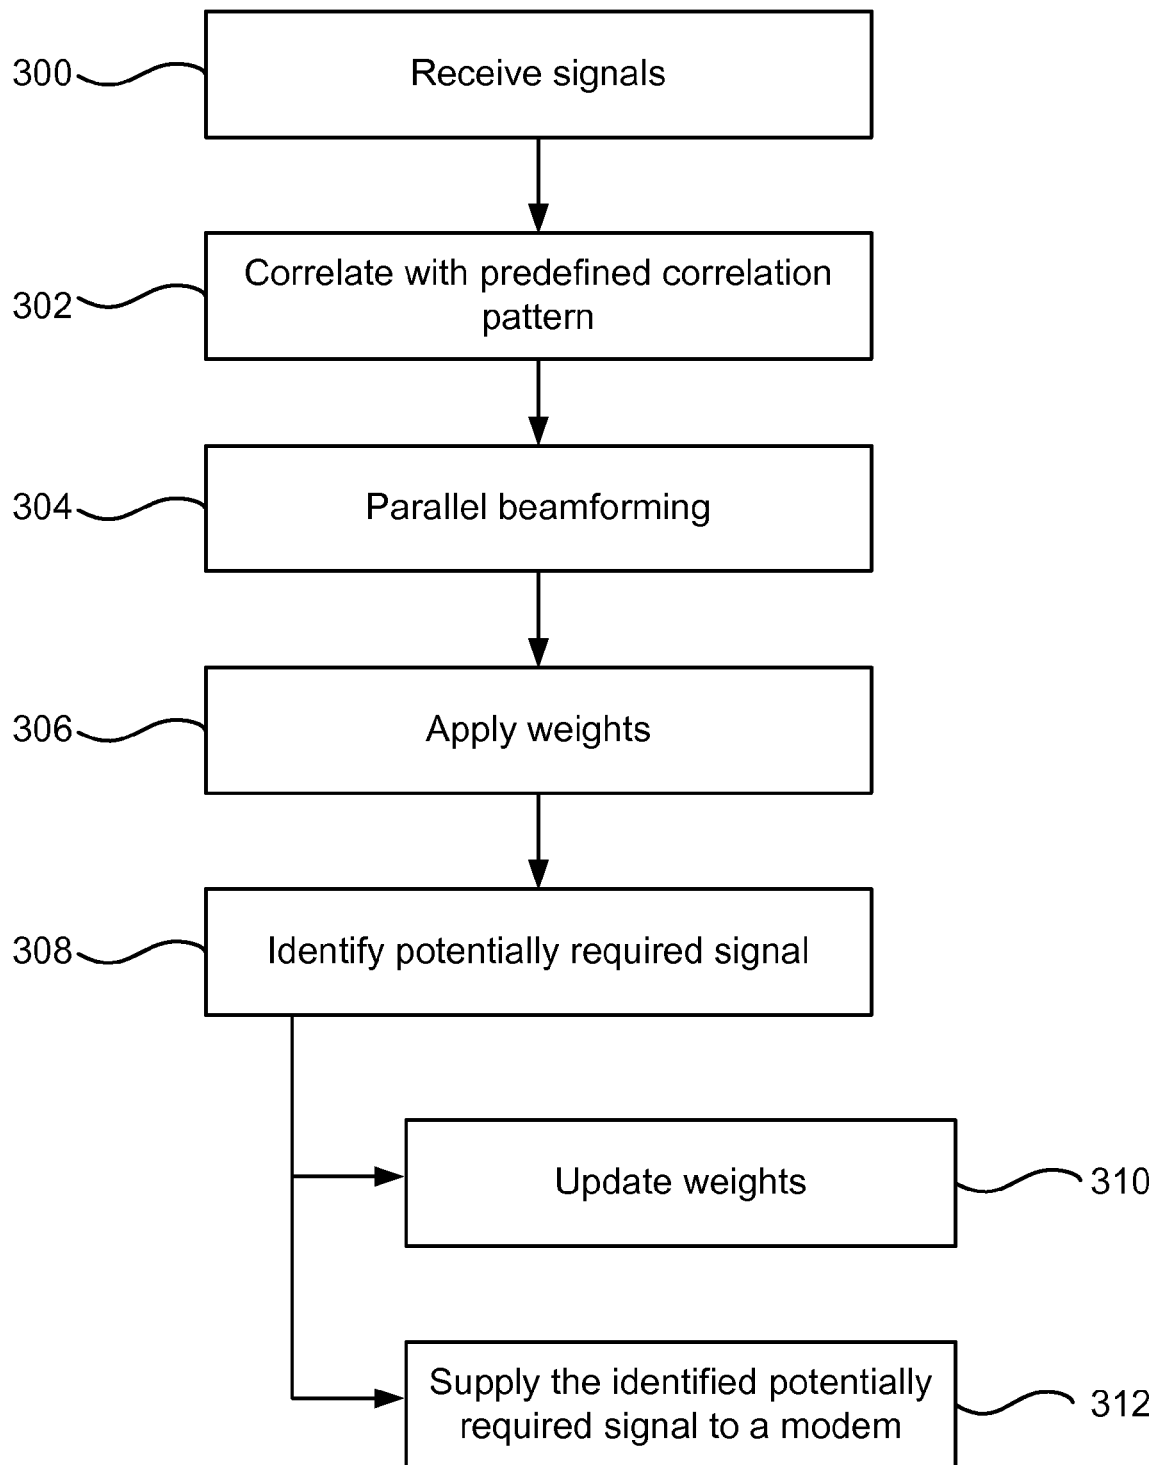 300
Receive signals
302
Correlate with predefined correlation
pattern
304
Parallel beamforming
306
Apply weights
308
Identify potentially required signal
Update weights
310
Supply the identified potentially
required signal to a modem
312